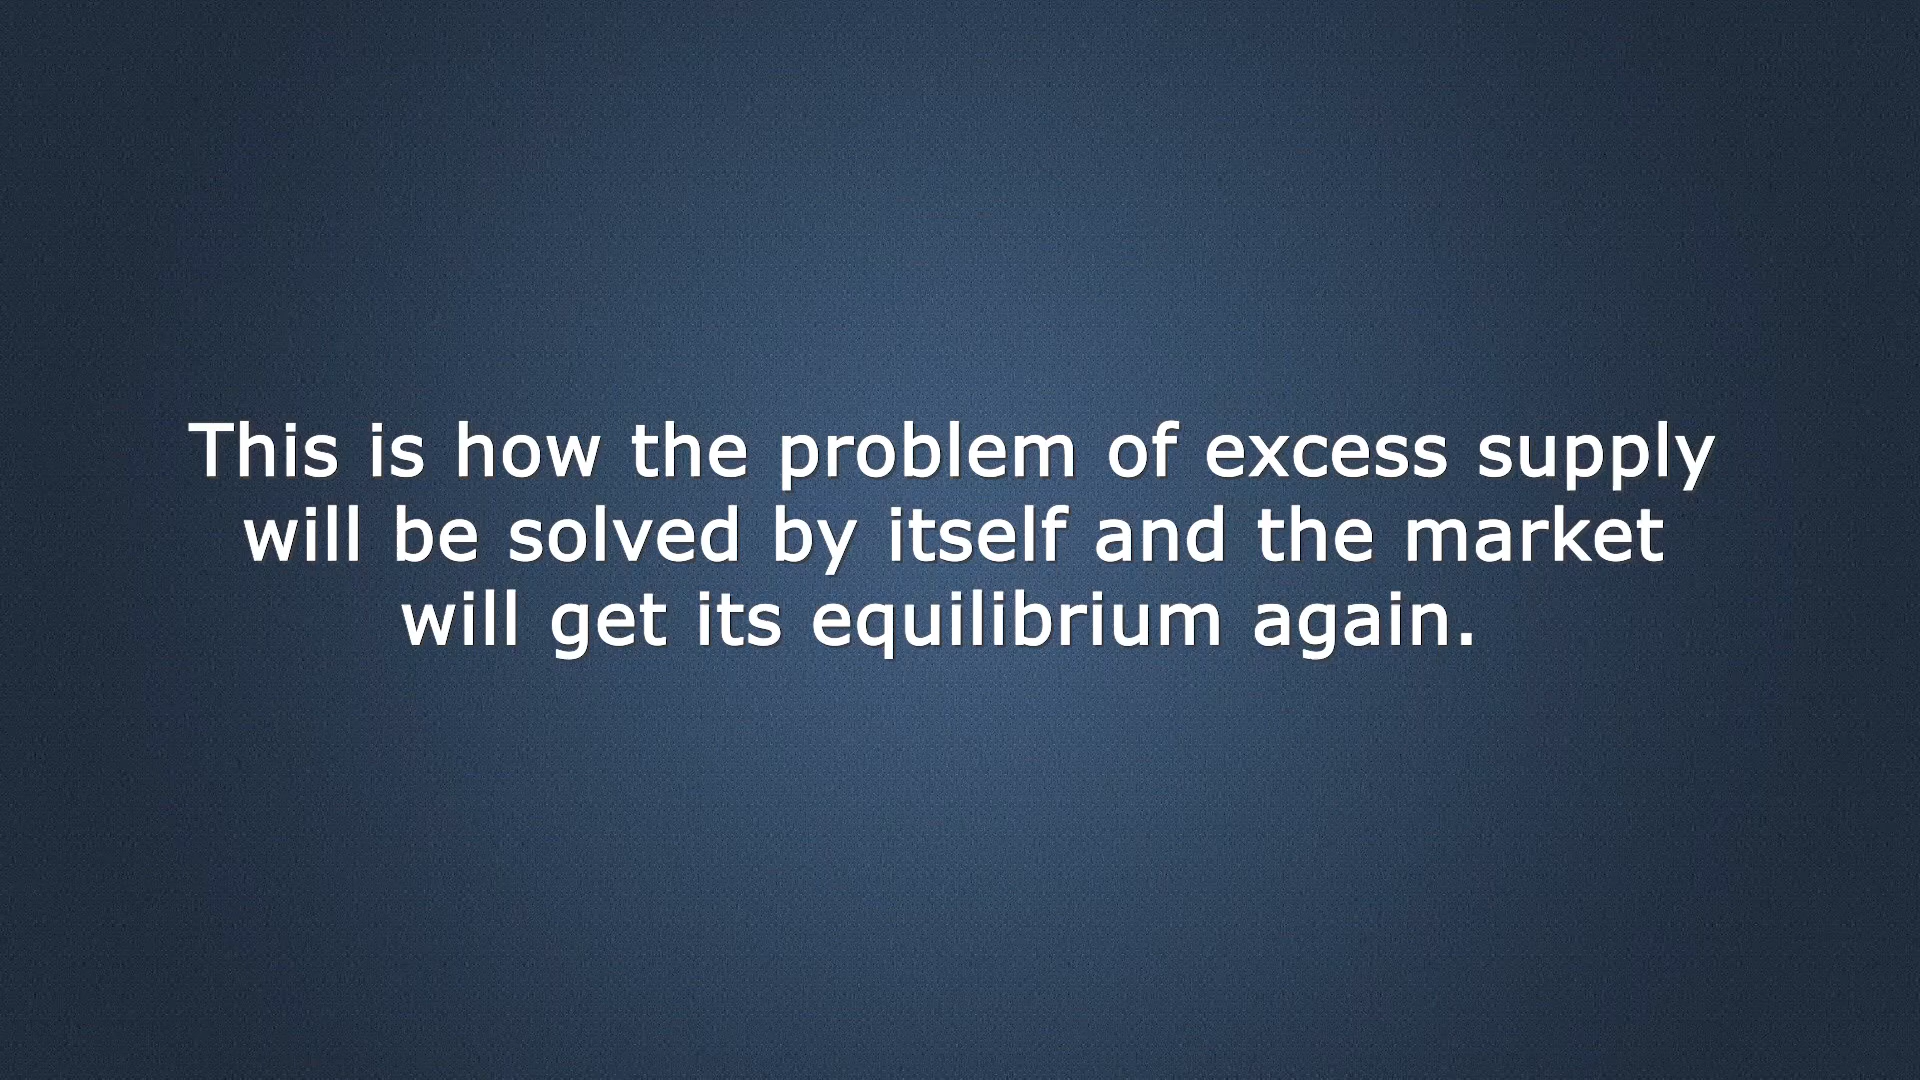 This is how the problem of excess supply
will be solved by itself and the market
will get its equilibrium again.